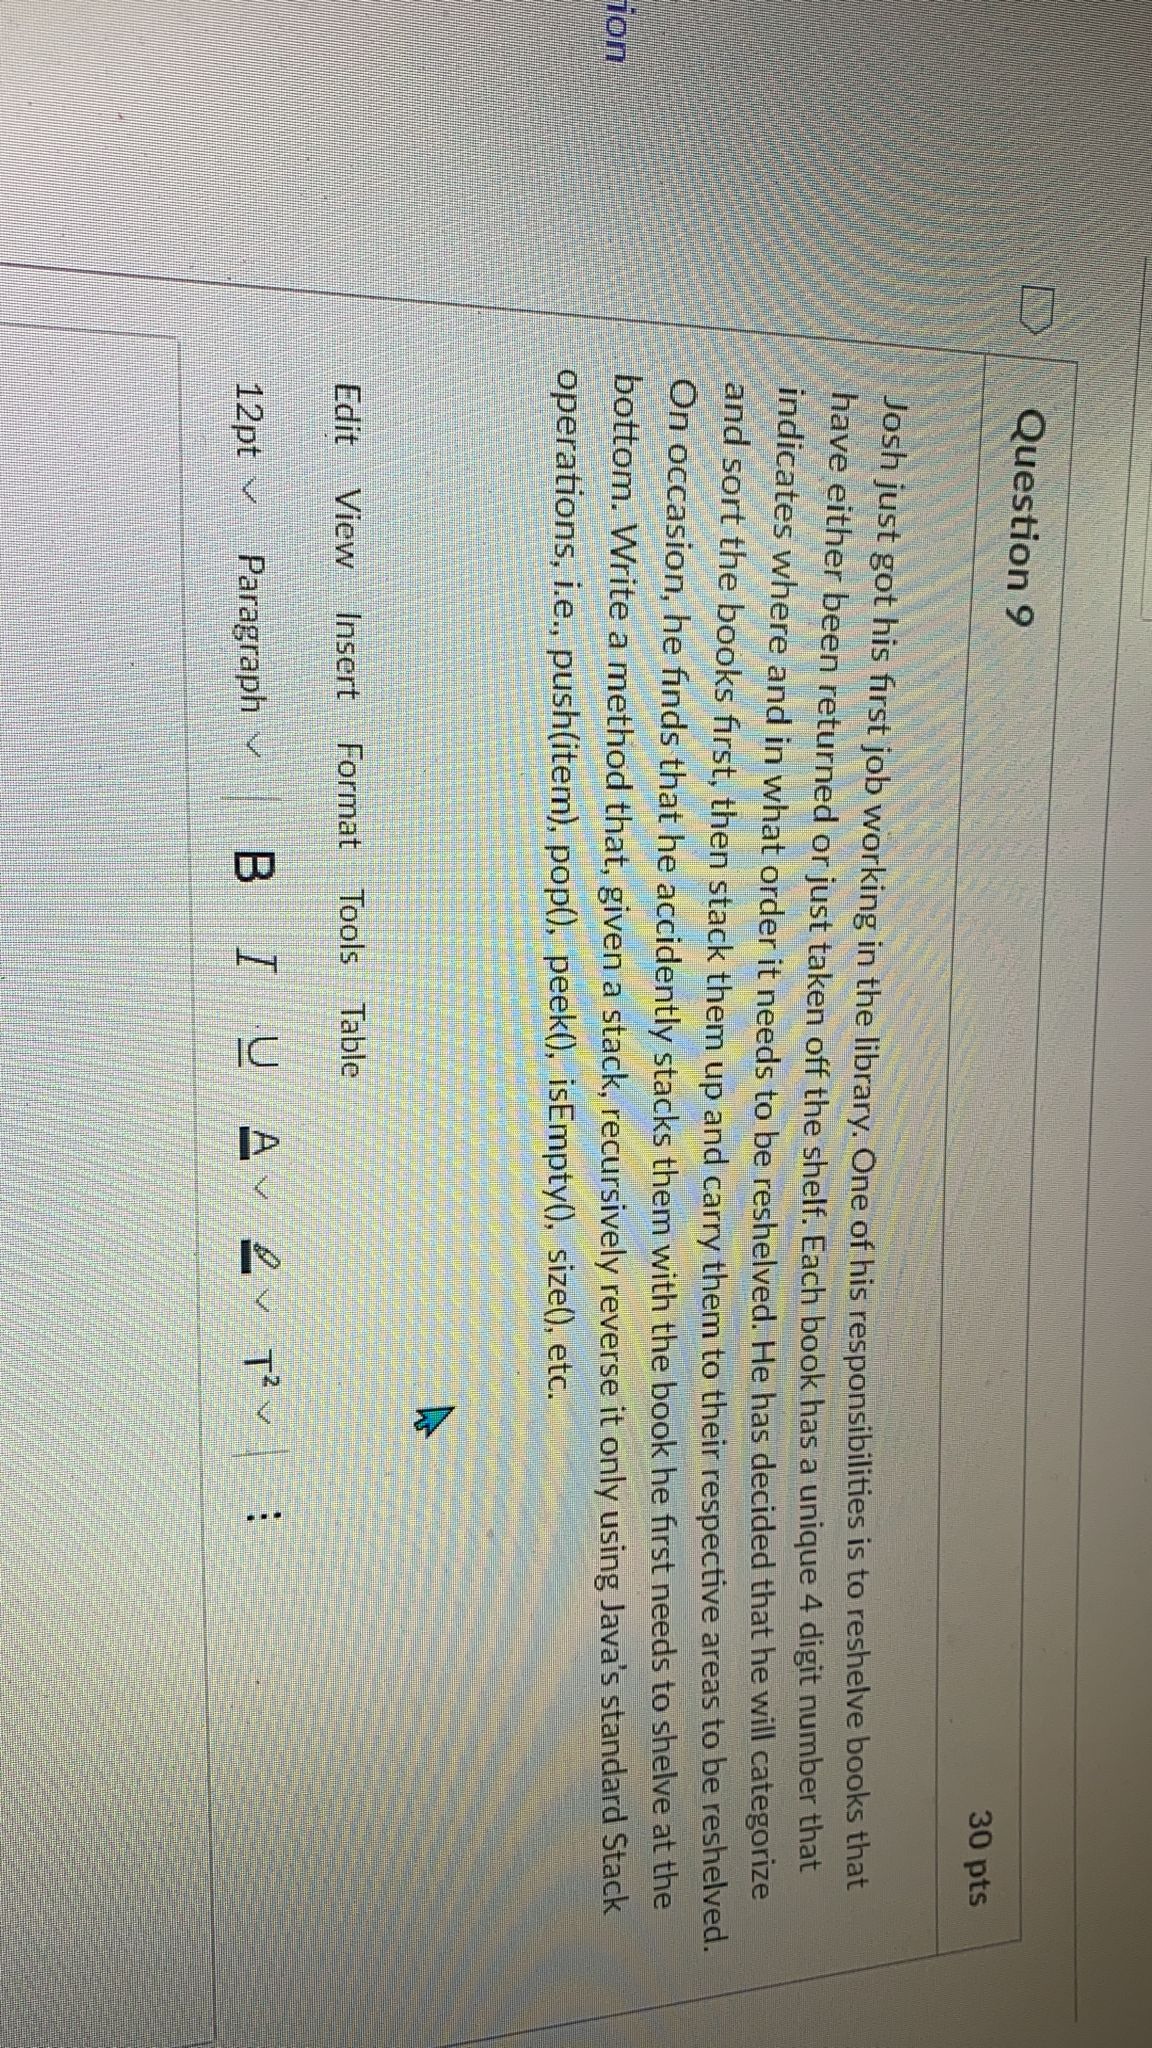 Question 9
30 pts
Josh just got his first job working in the library. One of his responsibilities is to reshelve books that
have either been returned or just taken off the shelf. Each book has a unique 4 digit number that
indicates where and in what order it needs to be reshelved. He has decided that he will categorize
and sort the books first, then stack them up and carry them to their respective areas to be reshelved.
On occasion, he finds that he accidently stacks them with the book he first needs to shelve at the
bottom. Write a method that, given a stack, recursively reverse it only using Java's standard Stack
operations, i.e., push(item), pop(), peek(), isEmpty(), size(), etc.
ion
Edit View Insert Format Tools Table
12pt Paragraph B I U A T²